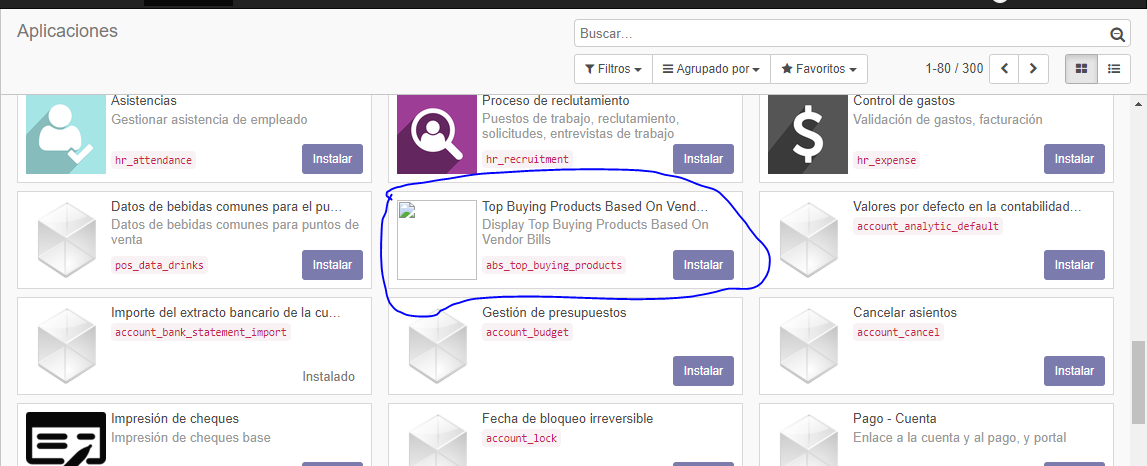 Aplicaciones
Buscar...
Filtros
Agrupado por
Favoritos
1-80 / 300
Asistencias
Gestionar asistencia de empleado
hr_attendance
Instalar
Proceso de reclutamiento
Puestos de trabajo, reclutamiento,
solicitudes, entrevistas de trabajo
hr_recruitment
Instalar
Control de gastos
Validación de gastos, facturación
hr_expense
Instalar
Datos de bebidas comunes para el pu...
Datos de bebidas comunes para puntos de
venta
pos_data_drinks
Instalar
Top Buying Products Based On Vend...
Display Top Buying Products Based On
Vendor Bills
abs_top_buying_products
Instalar
Valores por defecto en la contabilidad...
account_analytic_default
Instalar
Importe del extracto bancario de la cu...
account_bank_statement_import
Instalado
Gestión de presupuestos
account_budget
Instalar
Cancelar asientos
account_cancel
Instalar
Impresión de cheques
Impresión de cheques base
Instalar
Fecha de bloqueo irreversible
account_lock
Instalar
Pago - Cuenta
Enlace a la cuenta y al pago, y portal
Instalar